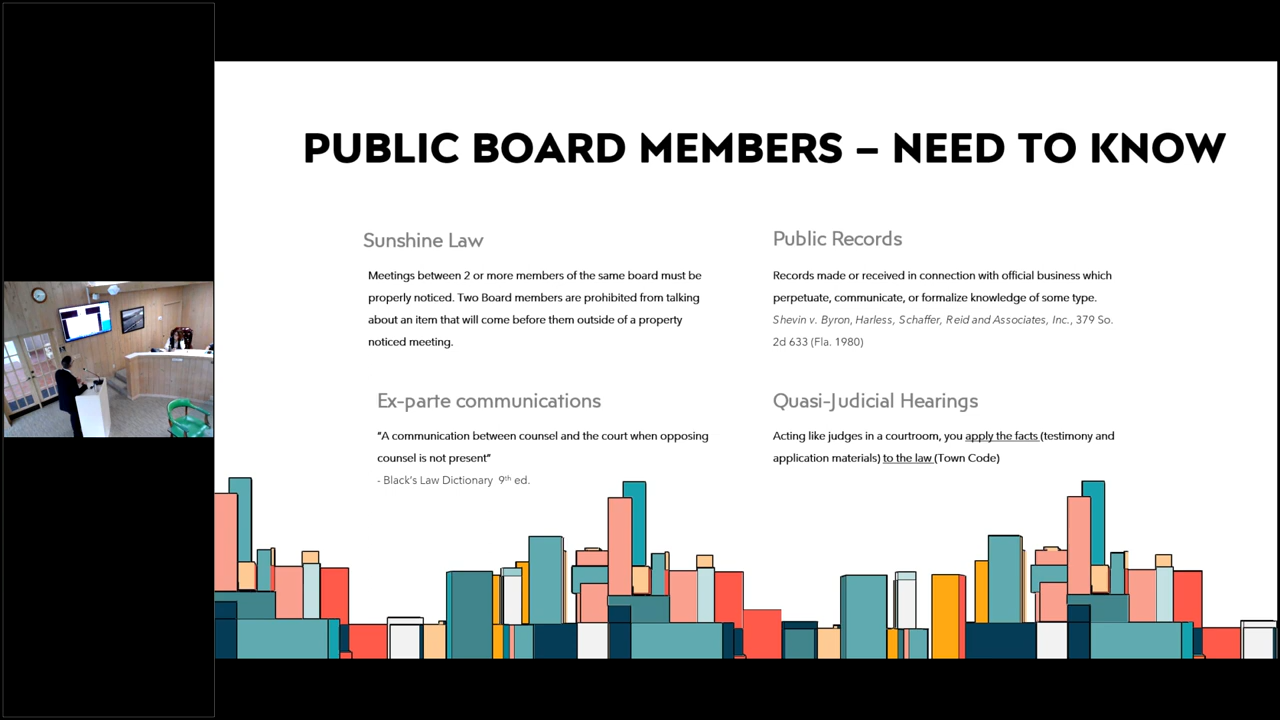 PUBLIC BOARD MEMBERS – NEED TO KNOW
Sunshine Law
Meetings between 2 or more members of the same board must be
properly noticed. Two Board members are prohibited from talking
about an item that will come before them outside of a property
noticed meeting.
Public Records
Records made or received in connection with official business which
perpetuate, communicate, or formalize knowledge of some type.
Shevin v. Byron, Harless, Schaffer, Reid and Associates, Inc., 379 So.
2d 633 (Fla. 1980)
Ex-parte communications
“A communication between counsel and the court when opposing
counsel is not present”
- Black's Law Dictionary 9th ed.
Quasi-Judicial Hearings
Acting like judges in a courtroom, you apply the facts (testimony and
application materials) to the law (Town Code)